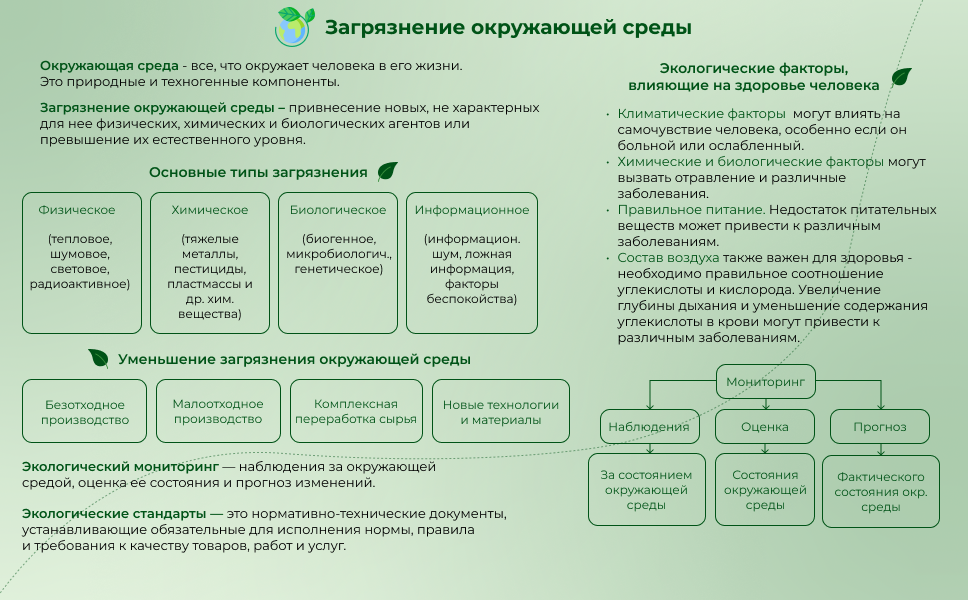 Загрязнение окружающей среды
Окружающая среда - все, что окружает человека в его жизни.
Это природные и техногенные компоненты.
Загрязнение окружающей среды – привнесение новых, не характерных
для нее физических, химических и биологических агентов или
превышение их естественного уровня.
Основные типы загрязнения
Физическое
(тепловое,
шумовое,
световое,
радиоактивное)
Химическое
(тяжелые
металлы,
пестициды,
пластмассы и
др. хим.
вещества)
Биологическое
(биогенное,
микробиологич.,
генетическое)
Информационное
(информацион.
шум, ложная
информация,
факторы
беспокойства)
Уменьшение загрязнения окружающей среды
Безотходное
производство
Малоотходное
производство
Комплексная
переработка сырья
Новые технологии
и материалы
Экологический мониторинг — наблюдения за окружающей
средой, оценка ее состояния и прогноз изменений.
Экологические стандарты — это нормативно-технические документы,
устанавливающие обязательные для исполнения нормы, правила
и требования к качеству товаров, работ и услуг.
Экологические факторы,
влияющие на здоровье человека
• Климатические факторы могут влиять на
самочувствие человека, особенно если он
больной или ослабленный.
• Химические и биологические факторы могут
вызвать отравление и различные
заболевания.
• Правильное питание. Недостаток питательных
веществ может привести к различным
заболеваниям.
• Состав воздуха также важен для здоровья -
необходимо правильное соотношение
углекислоты и кислорода. Увеличение
глубины дыхания и уменьшение содержания
углекислоты в крови могут привести к
различным заболеваниям.
Мониторинг
Наблюдения
Оценка
Прогноз
За состоянием
окружающей
среды
Состояния
окружающей
среды
Фактического
состояния окр.
среды